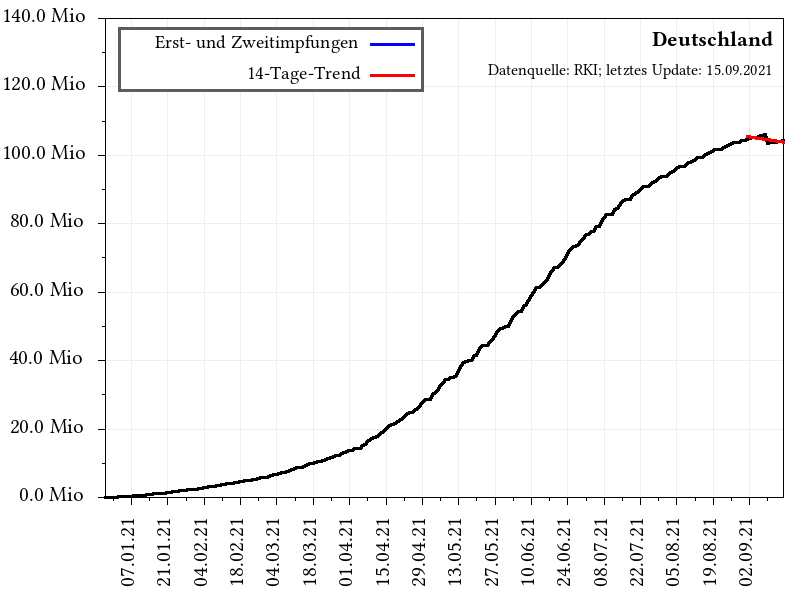 140.0 Mio
120.0 Mio
100.0 Mio
80.0 Mio
60.0 Mio
40.0 Mio
20.0 Mio
0.0 Mio
Erst- und Zweitimpfungen
14-Tage-Trend
Deutschland
Datenquelle: RKI; letztes Update: 15.09.2021
07.01.21
21.01.21
04.02.21
18.02.21
04.03.21
18.03.21
01.04.21
15.04.21
29.04.21
13.05.21
27.05.21
10.06.21
24.06.21
08.07.21
22.07.21
05.08.21
19.08.21
02.09.21